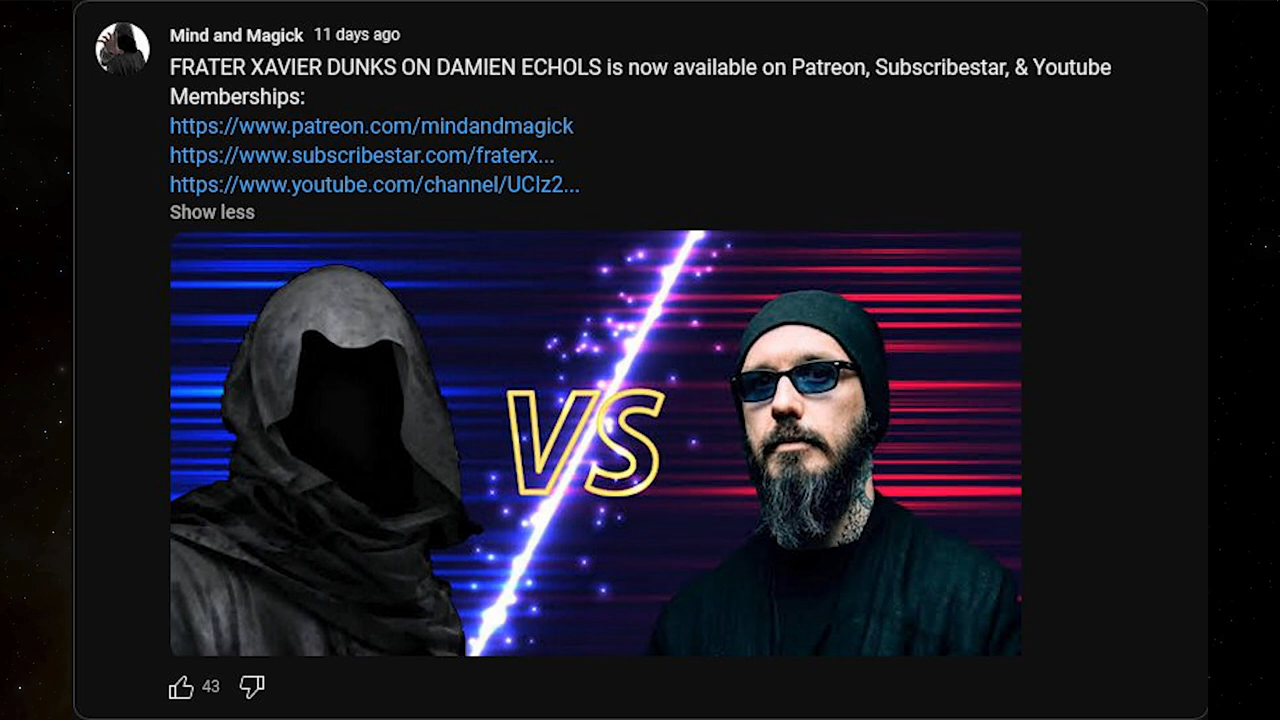 Mind and Magick 11 days ago
FRATER XAVIER DUNKS ON DAMIEN ECHOLS is now available on Patreon, Subscribestar, & Youtube
Memberships:
https://www.patreon.com/mindandmagick
https://www.subscribestar.com/fraterx...
https://www.youtube.com/channel/UCIz2...
Show less
VS
43